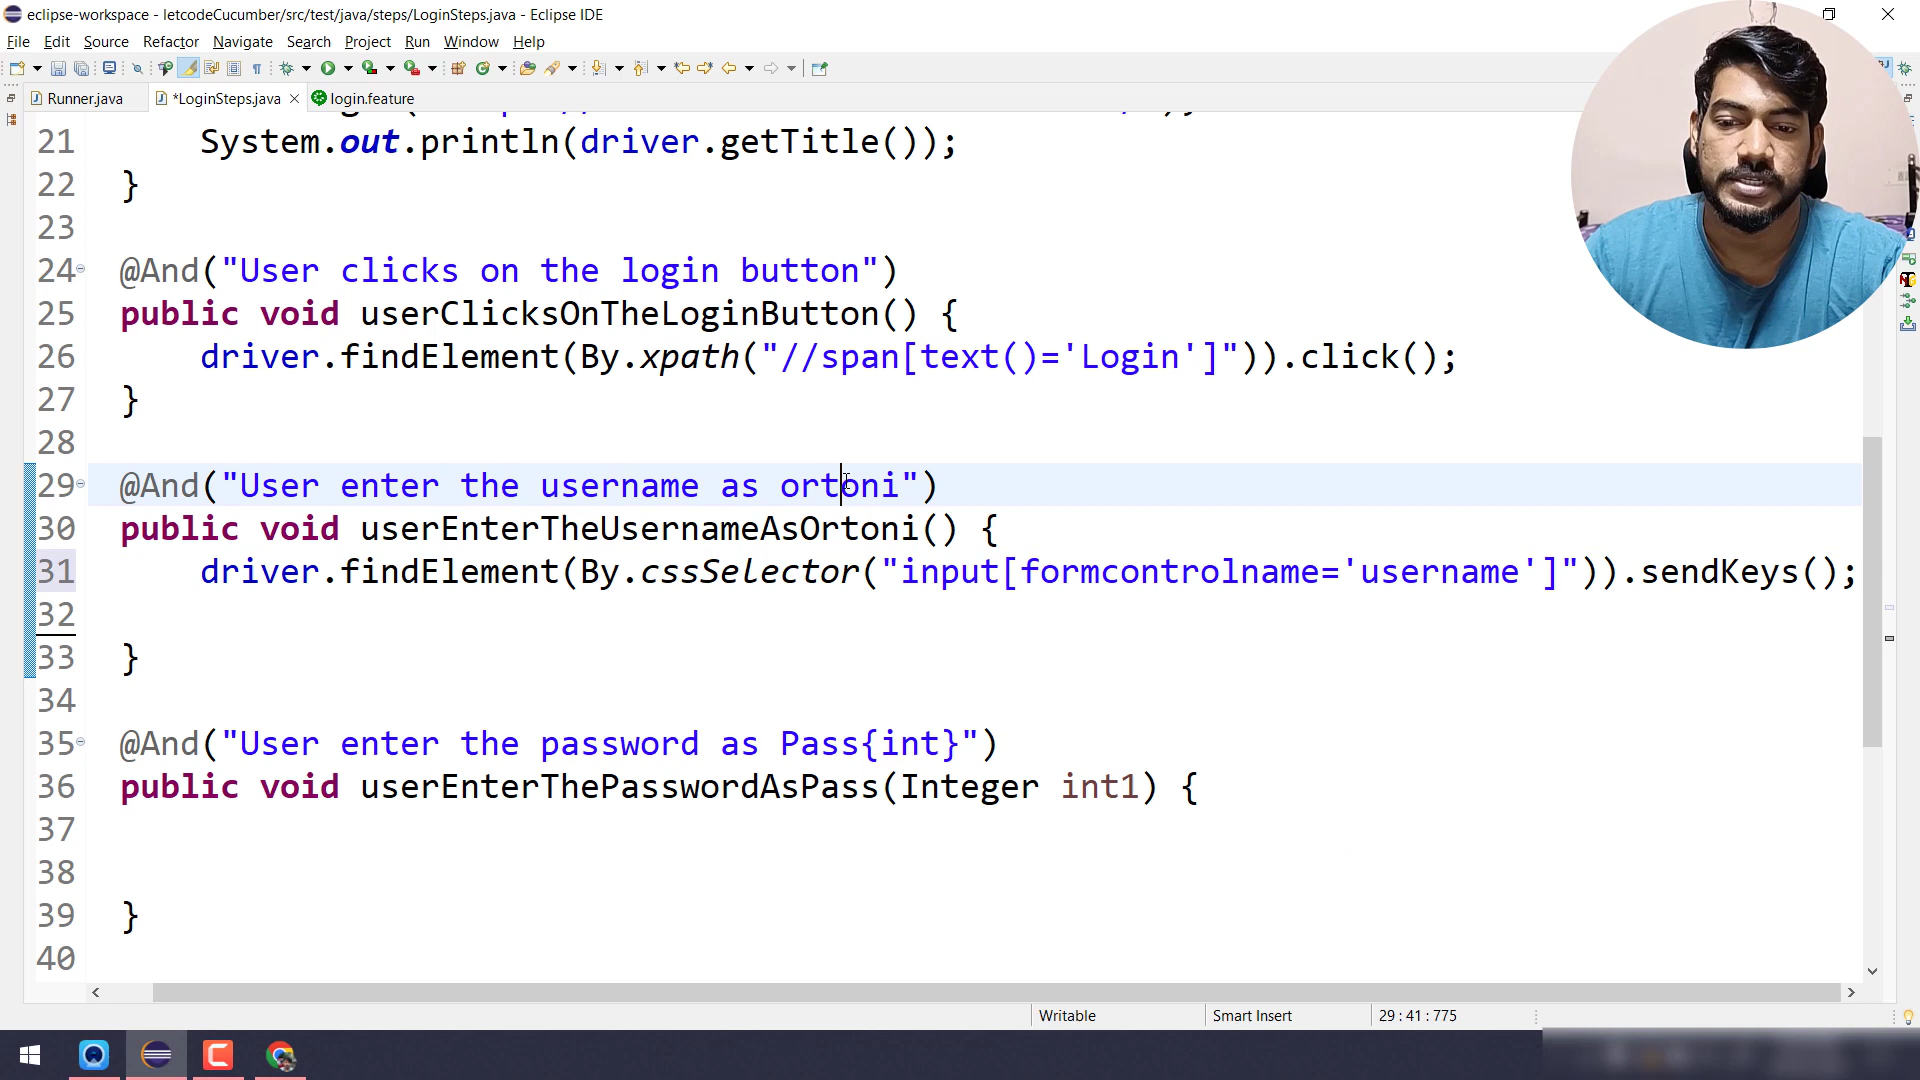 eclipse-workspace - letcodeCucumber/src/test/java/steps/LoginSteps.java - Eclipse IDE
File Edit Source Refactor Navigate Search Project Run Window Help
Runner.java *LoginSteps.java login.feature
21 System.out.println(driver.getTitle());
22 }
23
24 @And("User clicks on the login button")
25 public void userClicksOnTheLoginButton() {
26 driver.findElement(By.xpath("//span[text()='Login']")).click();
27 }
28
29 @And("User enter the username as ortoni")
30 public void userEnterTheUsernameAsOrtoni() {
31 driver.findElement(By.cssSelector("input[formcontrolname='username']")).sendKeys();
32
33 }
34
35 @And("User enter the password as Pass{int}")
36 public void userEnterThePasswordAsPass(Integer int1) {
37
38
39 }
40
Writable Smart Insert 29 : 41 : 775